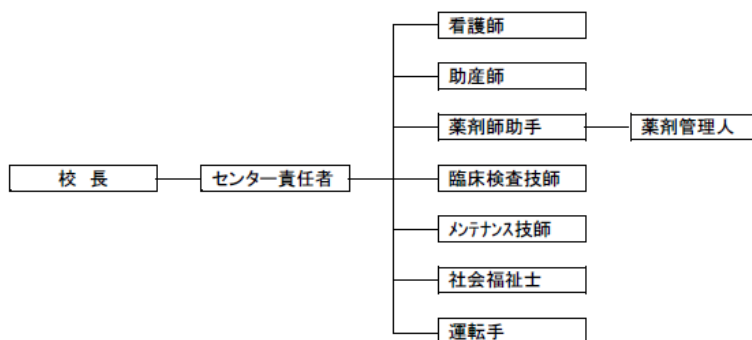 看護師
助産師
薬剤師助手
薬剤管理人
校 長
センター責任者
臨床検査技師
ﾒﾝﾃﾅﾝｽ技師
社会福祉士
運転手